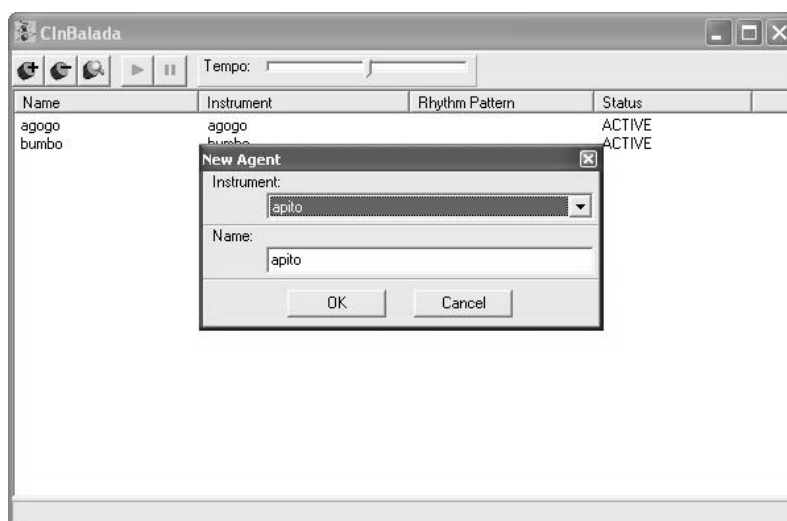 CInBalada
Tempo:
Name Instrument Rhythm Pattern Status
agogo agogo ACTIVE
bumbo bumbo ACTIVE
New Agent
Instrument:
apito
Name:
apito
OK Cancel